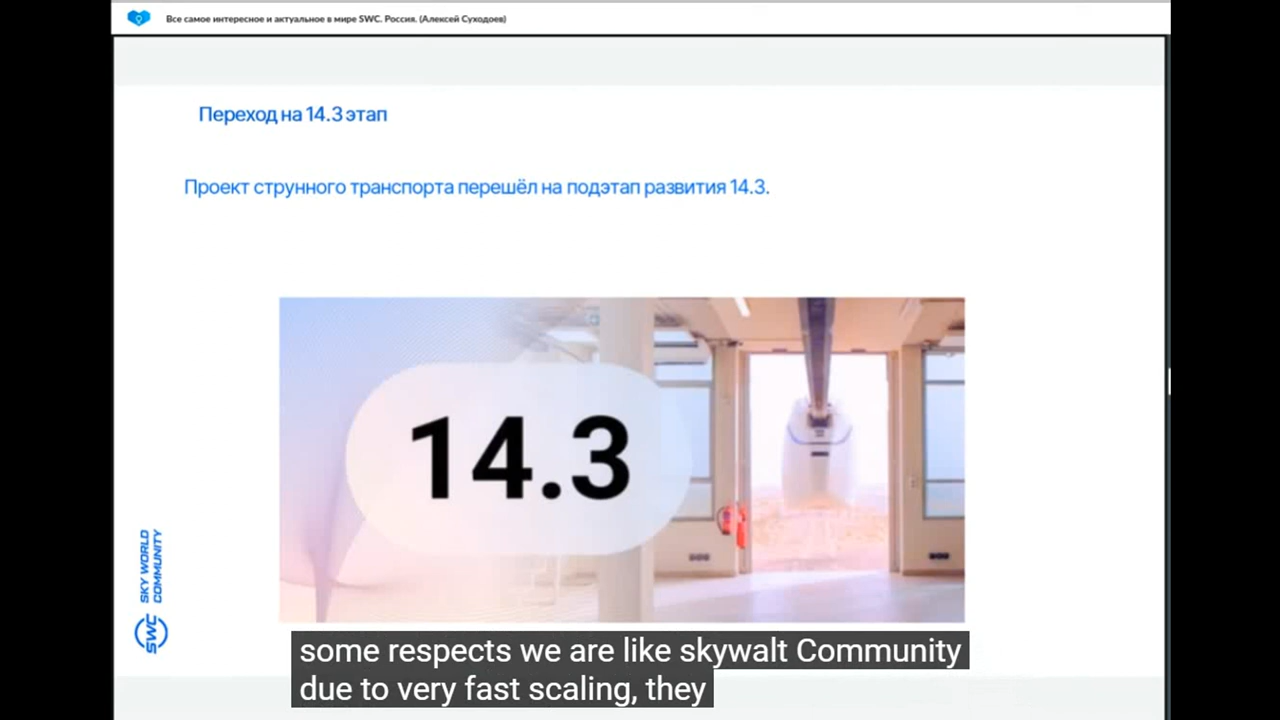 Все самое интересное и актуальное в мире SWC. Россия. (Алексей Суходоев)
Переход на 14.3 этап
Проект струнного транспорта перешёл на подэтап развития 14.3.
14.3
SKY WORLD
COMMUNITY
SWC
some respects we are like skywalt Community
due to very fast scaling, they